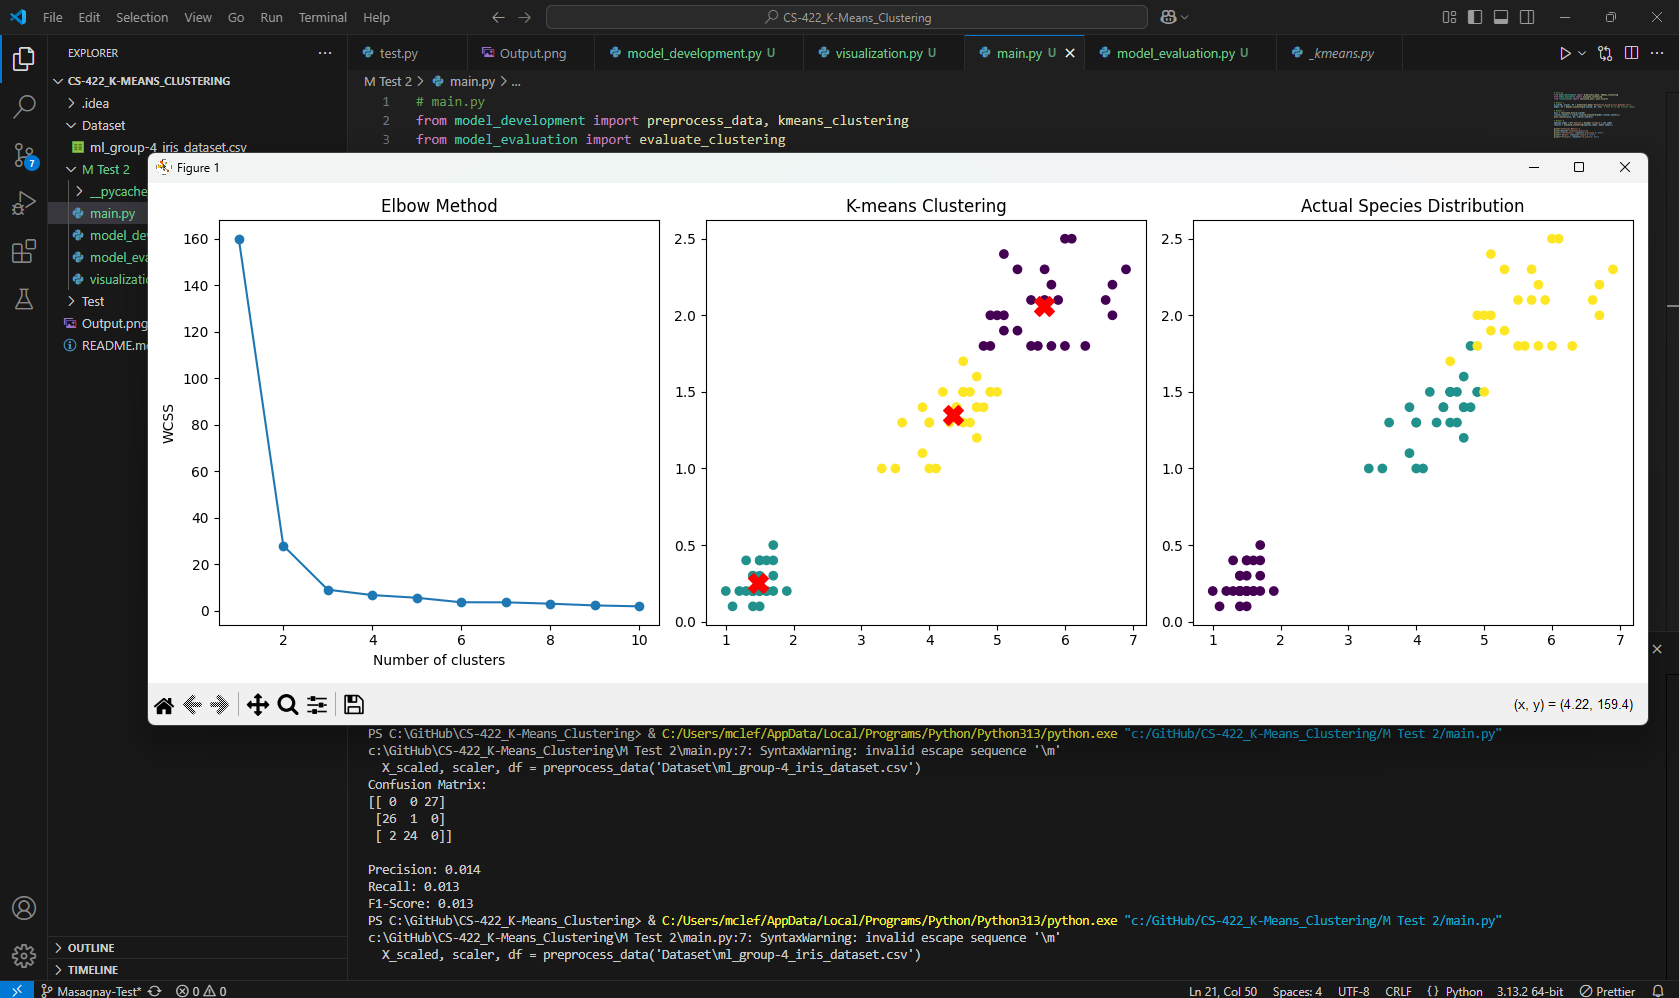 File Edit Selection View Go Run Terminal Help
CS-422_K-Means_Clustering
EXPLORER
test.py
Output.png
model_development.py U
visualization.py U
main.py U
model_evaluation.py U
_kmeans.py
CS-422_K-MEANS_CLUSTERING
M Test 2 > main.py > ...
.idea
1 # main.py
Dataset
2 from model_development import preprocess_data, kmeans_clustering
ml_group-4_iris_dataset.csv
3 from model_evaluation import evaluate_clustering
M Test 2
__pycache
main.py
model_de
model_eva
visualizati
Test
Output.png
README.m
7
Figure 1
Elbow Method
160
140
120
100
80
60
40
20
0
WCSS
2 4 6 8 10
Number of clusters
K-means Clustering
2.5
2.0
1.5
1.0
0.5
0.0
1 2 3 4 5 6 7
Actual Species Distribution
2.5
2.0
1.5
1.0
0.5
0.0
1 2 3 4 5 6 7
(x, y) = (4.22, 159.4)
PS C:\GitHub\CS-422_K-Means_Clustering> & C:/Users/mclef/AppData/Local/Programs/Python/Python313/python.exe "c:/GitHub/CS-422_K-Means_Clustering/M Test 2/main.py"
c:\GitHub\CS-422_K-Means_Clustering\M Test 2\main.py:7: SyntaxWarning: invalid escape sequence '\m'
X_scaled, scaler, df = preprocess_data('Dataset\ml_group-4_iris_dataset.csv')
Confusion Matrix:
[[ 0 0 27]
[26 1 0]
[ 2 24 0]]
Precision: 0.014
Recall: 0.013
F1-Score: 0.013
PS C:\GitHub\CS-422_K-Means_Clustering> & C:/Users/mclef/AppData/Local/Programs/Python/Python313/python.exe "c:/GitHub/CS-422_K-Means_Clustering/M Test 2/main.py"
c:\GitHub\CS-422_K-Means_Clustering\M Test 2\main.py:7: SyntaxWarning: invalid escape sequence '\m'
X_scaled, scaler, df = preprocess_data('Dataset\ml_group-4_iris_dataset.csv')
OUTLINE
TIMELINE
Masagnay-Test* 0 0
Ln 21, Col 50 Spaces: 4 UTF-8 CRLF {} Python 3.13.2 64-bit Prettier